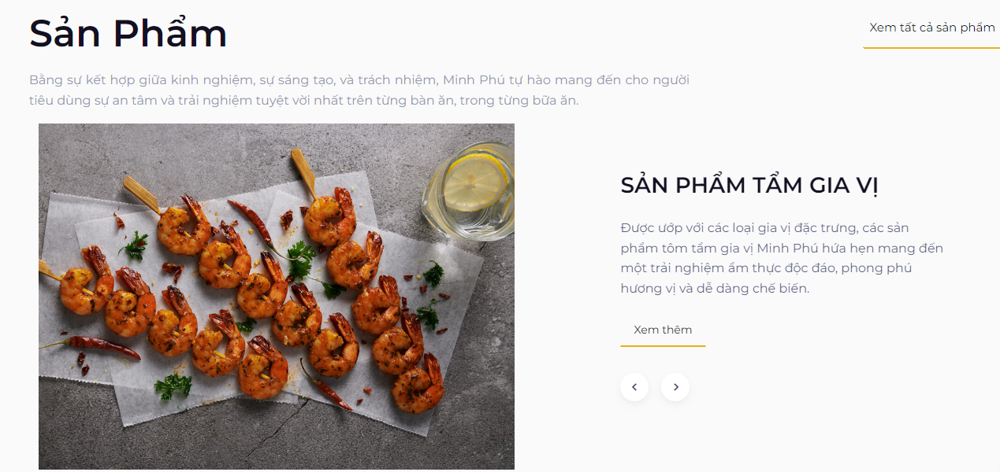 Sản Phẩm
Xem tất cả sản phẩm
Bằng sự kết hợp giữa kinh nghiệm, sự sáng tạo, và trách nhiệm, Minh Phú tự hào mang đến cho người
tiêu dùng sự an tâm và trải nghiệm tuyệt vời nhất trên từng bàn ăn, trong từng bữa ăn.
SẢN PHẨM TẨM GIA VỊ
Được ướp với các loại gia vị đặc trưng, các sản
phẩm tôm tẩm gia vị Minh Phú hứa hẹn mang đến
một trải nghiệm ẩm thực độc đáo, phong phú
hương vị và dễ dàng chế biến.
Xem thêm